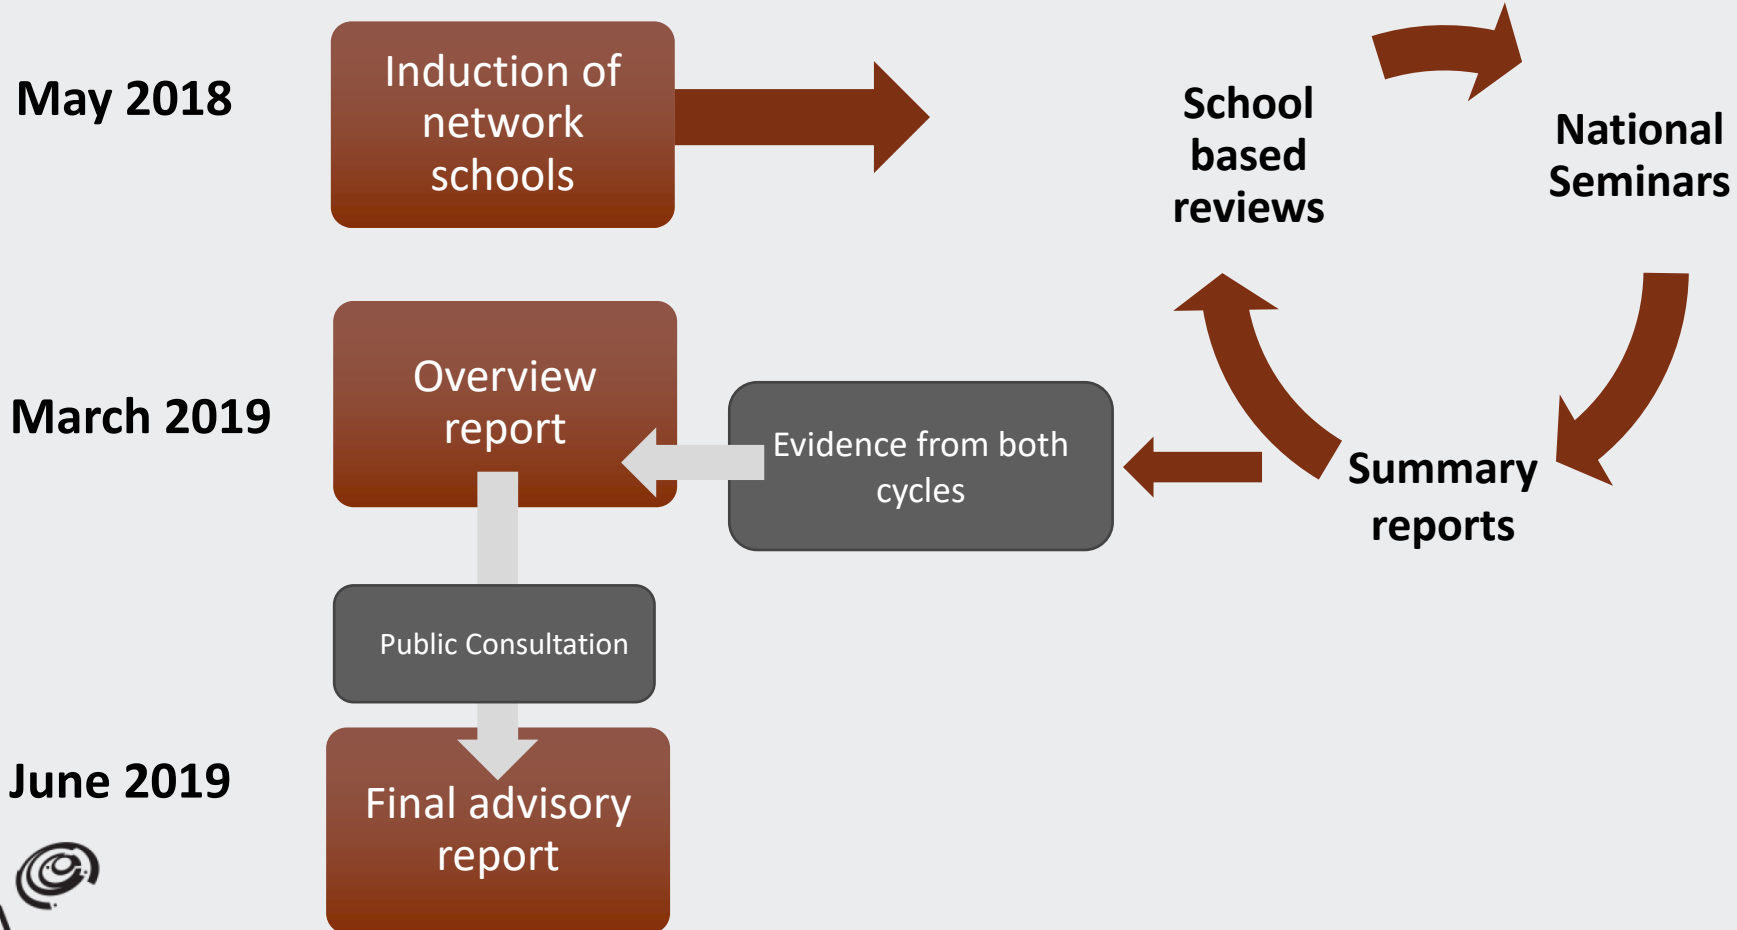 May 2018
Induction of
network
schools
School
based
reviews
National
Seminars
March 2019
Overview
report
Evidence from both
cycles
Summary
reports
Public Consultation
June 2019
Final advisory
report